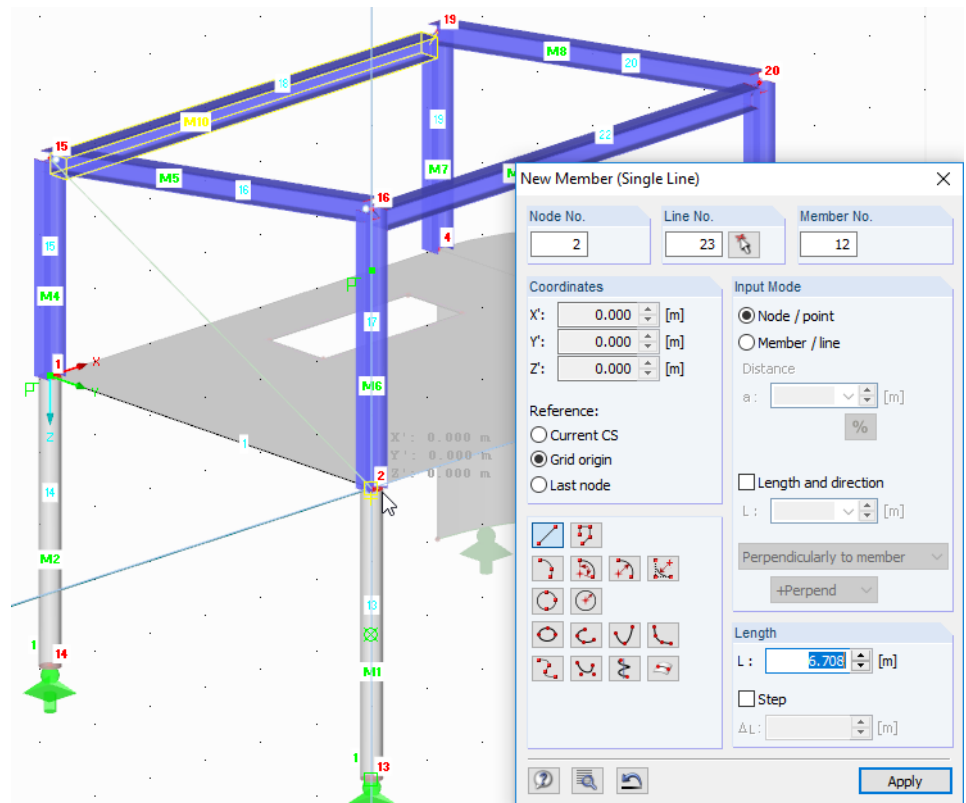 19
M8
20
20
18
M10
19
22
15
M5
16
M7
M
16
4
15
M4
17
1
X
Y
Z
M6
1
X': 0.000 m
Y': 0.000 m
Z': 0.000 m
2
14
M2
13
M1
1
14
1
13
New Member (Single Line)
Node No. Line No. Member No.
2 23 12
Coordinates
X': 0.000 [m]
Y': 0.000 [m]
Z': 0.000 [m]
Reference:
Current CS
Grid origin
Last node
Input Mode
Node / point
Member / line
Distance
a: [m]
%
Length and direction
L: [m]
Perpendicularly to member
+Perpend
Length
L: 6.708 [m]
Step
ΔL: [m]
Apply